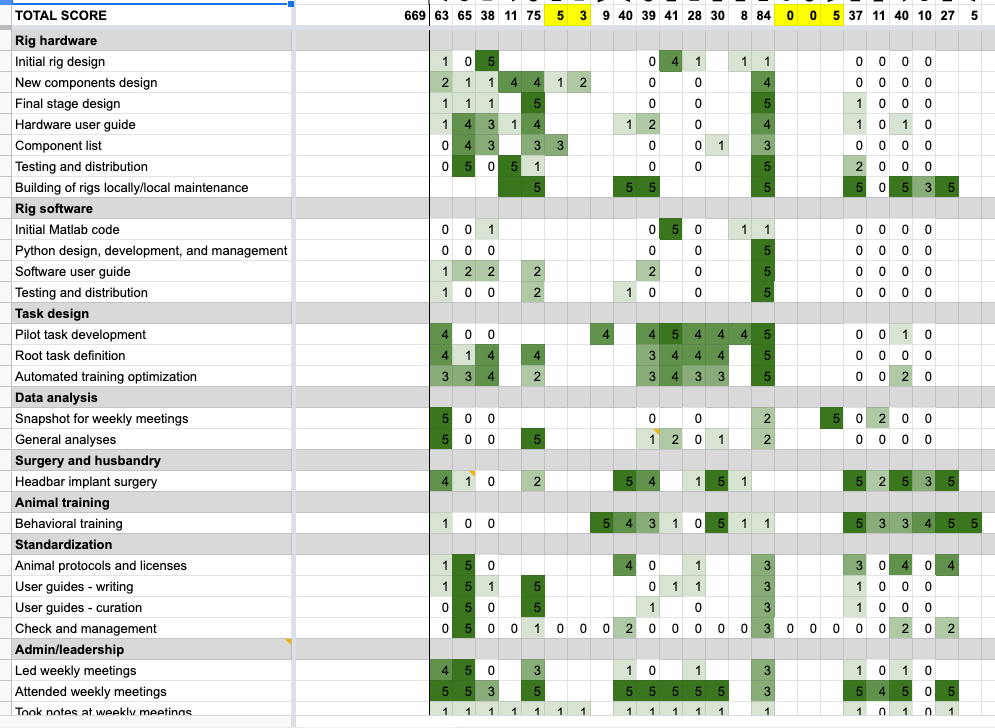 TOTAL SCORE 669 63 65 38 11 75 5 3 9 40 39 41 28 30 8 84 0 0 5 37 11 40 10 27 5
Rig hardware
Initial rig design 1 0 5 0 4 1 1 1 0 0 0 0
New components design 2 1 1 4 4 1 2 0 0 4 0 0 0 0
Final stage design 1 1 1 5 0 0 5 1 0 0 0
Hardware user guide 1 4 3 1 4 1 2 0 4 1 0 1 0
Component list 0 4 3 3 3 0 0 1 3 0 0 0 0
Testing and distribution 0 5 0 5 1 0 0 5 2 0 0 0
Building of rigs locally/local maintenance 5 5 5 5 5 0 5 3 5
Rig software
Initial Matlab code 0 0 1 0 5 0 1 1 0 0 0 0
Python design, development, and management 0 0 0 0 0 5 0 0 0 0
Software user guide 1 2 2 2 2 0 5 0 0 0 0
Testing and distribution 1 0 0 2 1 0 0 5 0 0 0 0
Task design
Pilot task development 4 0 0 4 4 5 4 4 4 5 0 0 1 0
Root task definition 4 1 4 4 3 4 4 4 5 0 0 0 0
Automated training optimization 3 3 4 2 3 4 3 3 5 0 0 2 0
Data analysis
Snapshot for weekly meetings 5 0 0 0 0 2 5 0 2 0 0
General analyses 5 0 0 5 1 2 0 1 2 0 0 0 0
Surgery and husbandry
Headbar implant surgery 4 1 0 2 5 4 1 5 1 5 2 5 3 5
Animal training
Behavioral training 1 0 0 5 4 3 1 0 5 1 1 5 3 3 4 5 5
Standardization
Animal protocols and licenses 1 5 0 4 0 1 3 3 0 4 0 4
User guides - writing 1 5 1 5 0 1 1 3 1 0 0 0
User guides - curation 0 5 0 5 1 0 3 1 0 0 0
Check and management 0 5 0 0 1 0 0 0 2 0 0 0 0 0 3 0 0 0 0 0 2 0 2
Admin/leadership
Led weekly meetings 4 5 0 3 1 0 1 3 1 0 1 0
Attended weekly meetings 5 5 3 5 5 5 5 5 5 3 5 4 5 0 5
Took notes at weekly meetings 1 1 1 1 1 1 1 1 1 1 1 1 1 1 0 1 0 1